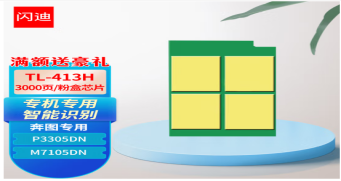 闪迪
满额送豪礼
TL-413H
3000页/粉盒芯片
专机专用
智能识别
奔图专用
P3305DN
M7105DN